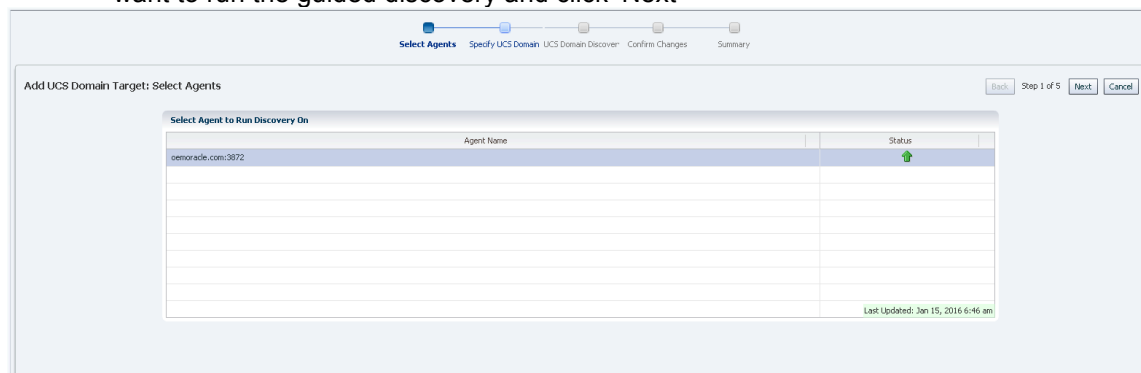 want to run the guided discovery and click 'Next'
Select Agents Specify UCS Domain UCS Domain Discover Confirm Changes Summary
Add UCS Domain Target: Select Agents Back Step 1 of 5 Next Cancel
Select Agent to Run Discovery On
Agent Name Status
oemoracle.com:3872
Last Updated: Jan 15, 2016 6:46 am